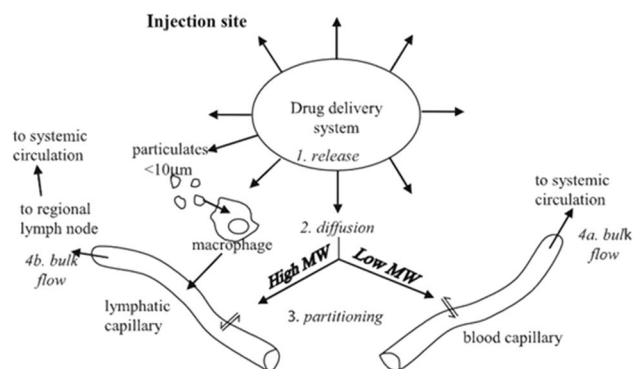 Injection site
Drug delivery
system
1. release
particulates
<10μm
to systemic
circulation
to regional
lymph node
4b. bulk
flow
macrophage
2. diffusion
High MW
Low MW
3. partitioning
lymphatic
capillary
to systemic
circulation
4a. bulk
flow
blood capillary